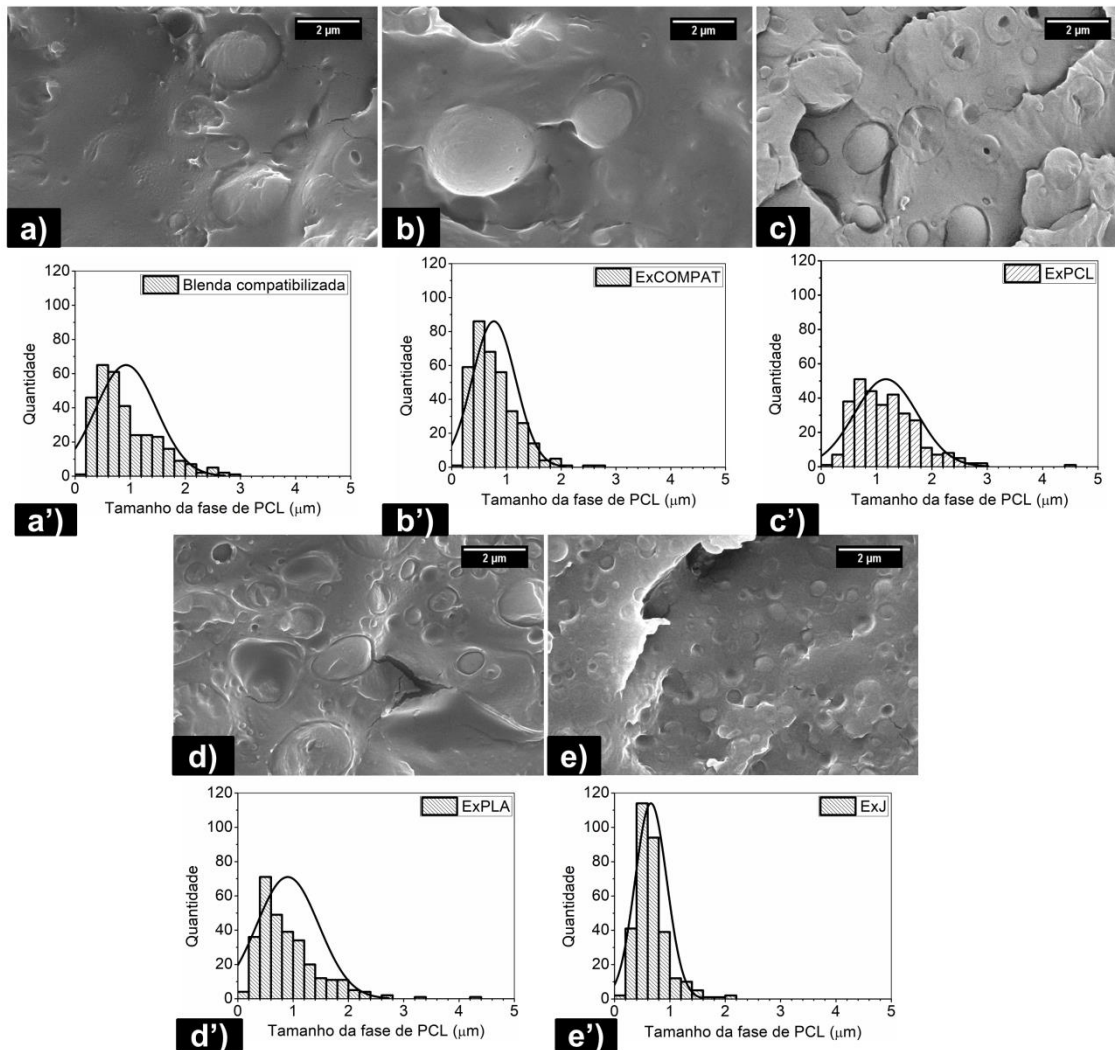 2 µm
2 µm
2 µm
a)
b)
c)
Blenda compatibilizada
Quantidade
120
100
80
60
40
20
0
0 1 2 3 4 5
Tamanho da fase de PCL (µm)
a')
ExCOMPAT
Quantidade
120
100
80
60
40
20
0
0 1 2 3 4 5
Tamanho da fase de PCL (µm)
b')
ExPCL
Quantidade
120
100
80
60
40
20
0
0 1 2 3 4 5
Tamanho da fase de PCL (µm)
c')
2 µm
2 µm
d)
e)
ExPLA
Quantidade
120
100
80
60
40
20
0
0 1 2 3 4 5
Tamanho da fase de PCL (µm)
d')
ExJ
Quantidade
120
100
80
60
40
20
0
0 1 2 3 4 5
Tamanho da fase de PCL (µm)
e')